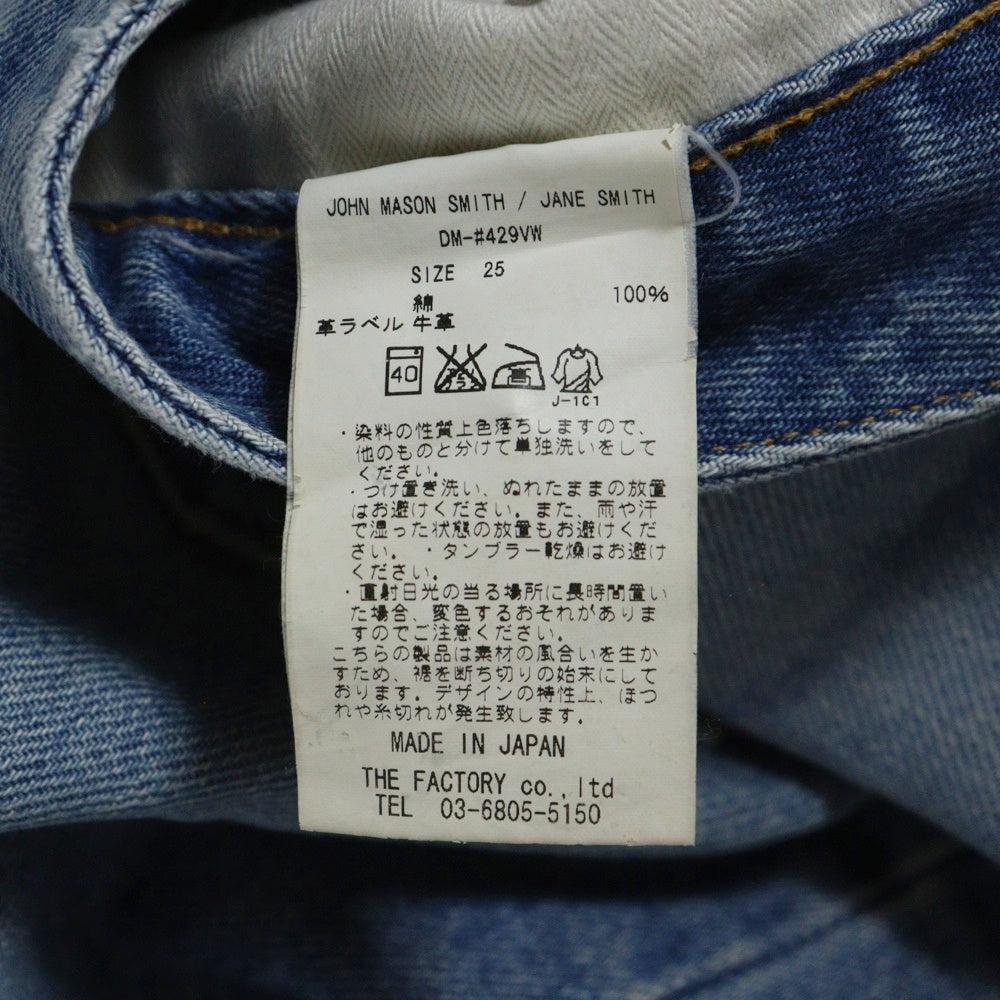 JOHN MASON SMITH / JANE SMITH
DM-#429VW
SIZE 25
綿 100%
革ラベル 牛革
40 エンソサラシ 高
J-1C1
・染料の性質上色落ちしますので、
他のものと分けて単独洗いをして
ください。
・つけ置き洗い、ぬれたままの放置
はお避けください。また、雨や汗
で湿った状態の放置もお避けくだ
さい。 ・タンブラー乾燥はお避け
ください。
・直射日光の当る場所に長時間置い
た場合、変色するおそれがありま
すのでご注意ください。
こちらの製品は素材の風合いを生か
すため、裾を断ち切りの始末にして
おります。デザインの特性上、ほつ
れや糸切れが発生致します。
MADE IN JAPAN
THE FACTORY co.,ltd
TEL 03-6805-5150